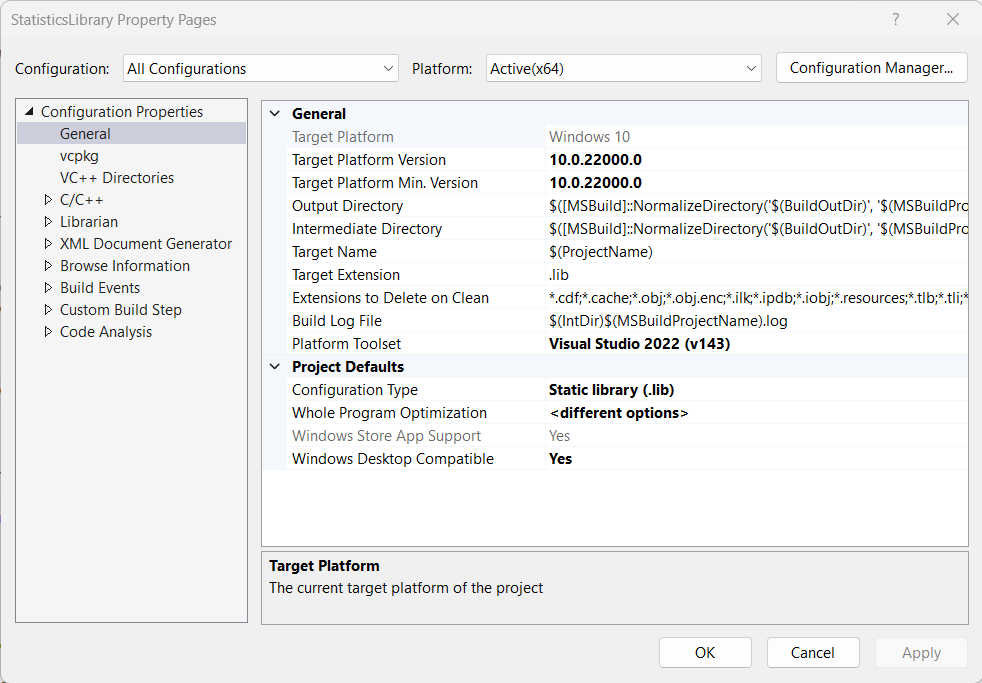 StatisticsLibrary Property Pages ?
Configuration: All Configurations Platform: Active(x64) Configuration Manager...
Configuration Properties
General
vcpkg
VC++ Directories
C/C++
Librarian
XML Document Generator
Browse Information
Build Events
Custom Build Step
Code Analysis
General
Target Platform Windows 10
Target Platform Version 10.0.22000.0
Target Platform Min. Version 10.0.22000.0
Output Directory $([MSBuild]::NormalizeDirectory('$(BuildOutDir)', '$(MSBuildPro
Intermediate Directory $([MSBuild]::NormalizeDirectory('$(BuildOutDir)', '$(MSBuildPro
Target Name $(ProjectName)
Target Extension .lib
Extensions to Delete on Clean *.cdf;*.cache;*.obj;*.obj.enc;*.ilk;*.ipdb;*.iobj;*.resources;*.tlb;*.tli;*
Build Log File $(IntDir)$(MSBuildProjectName).log
Platform Toolset Visual Studio 2022 (v143)
Project Defaults
Configuration Type Static library (.lib)
Whole Program Optimization <different options>
Windows Store App Support Yes
Windows Desktop Compatible Yes
Target Platform
The current target platform of the project
OK Cancel Apply